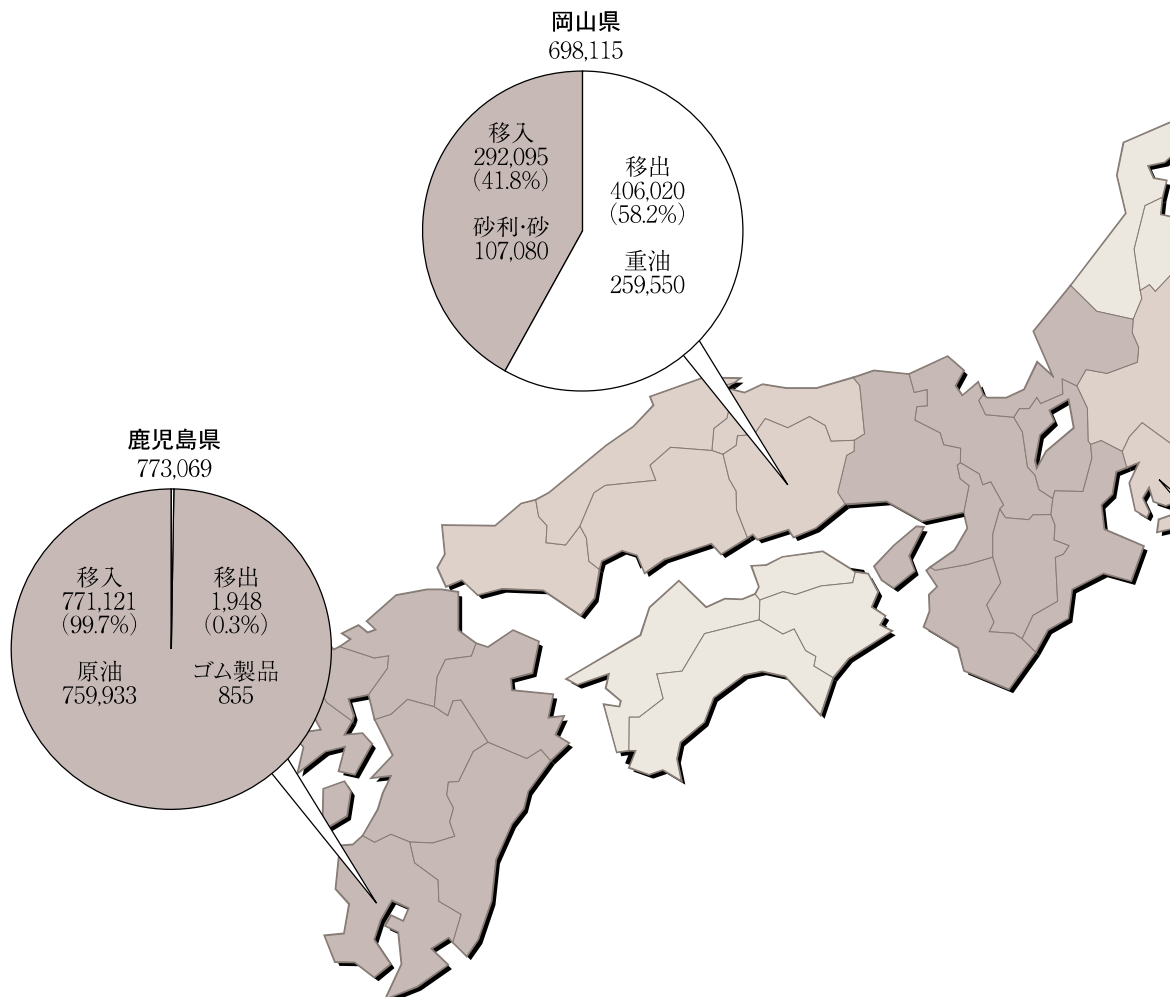 岡山県
698,115
移入
292,095
(41.8%)
砂利・砂
107,080
移出
406,020
(58.2%)
重油
259,550
鹿児島県
773,069
移入
771,121
(99.7%)
原油
759,933
移出
1,948
(0.3%)
ゴム製品
855